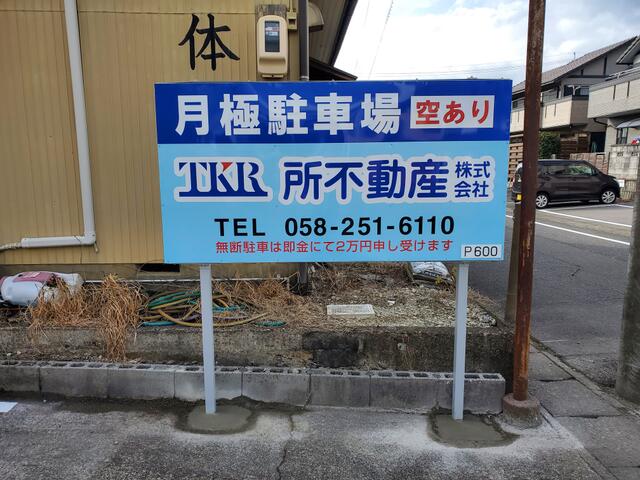 体
月極駐車場 空あり
TKR 所不動産株式会社
TEL 058-251-6110
無断駐車は即金にて2万円申し受けます
P600